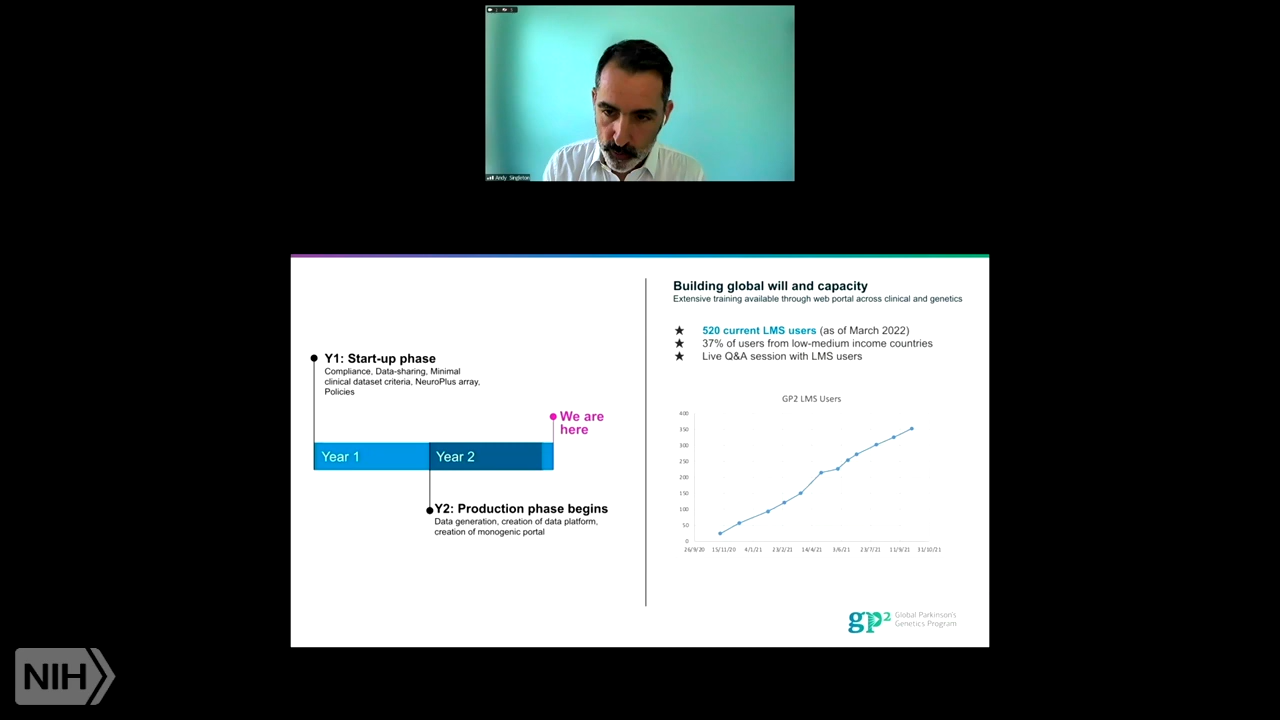 Andy Singleton
Building global will and capacity
Extensive training available through web portal across clinical and genetics
★ 520 current LMS users (as of March 2022)
★ 37% of users from low-medium income countries
★ Live Q&A session with LMS users
Y1: Start-up phase
Compliance, Data-sharing, Minimal
clinical dataset criteria, NeuroPlus array,
Policies
We are
here
Year 1
Year 2
Y2: Production phase begins
Data generation, creation of data platform,
creation of monogenic portal
GP2 LMS Users
400
350
300
250
200
150
100
50
0
26/9/20 15/11/20 4/1/21 23/2/21 14/4/21 3/6/21 23/7/21 11/9/21 31/10/21
gp2 Global Parkinson's
Genetics Program
NIH